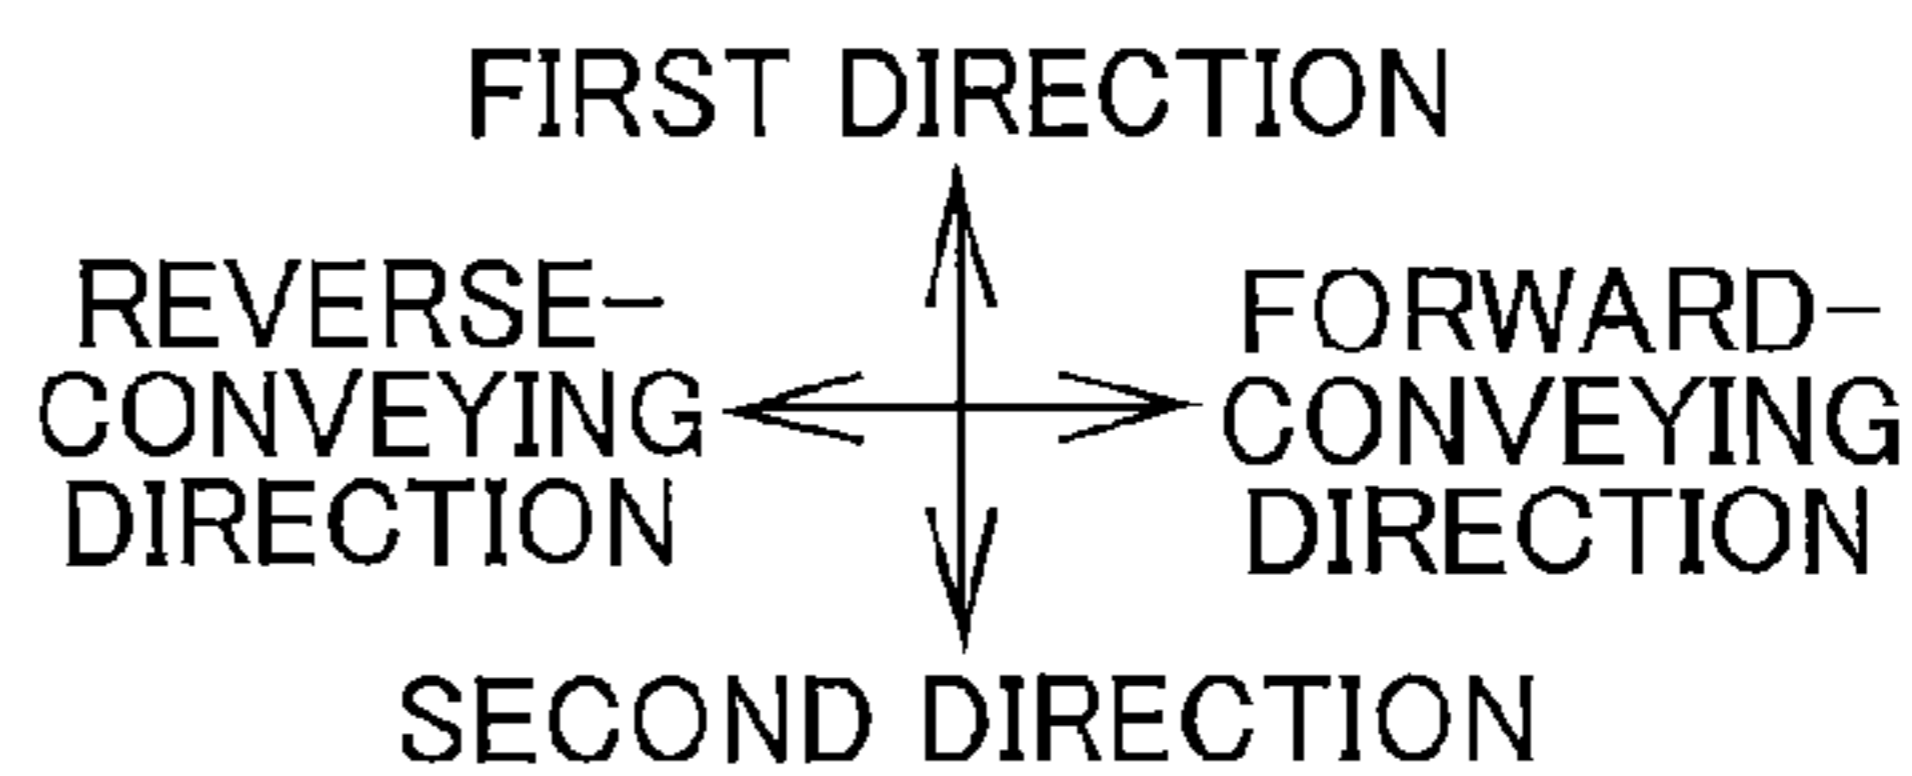 FIRST DIRECTION
REVERSE-
CONVEYING
DIRECTION
FORWARD-
CONVEYING
DIRECTION
SECOND DIRECTION